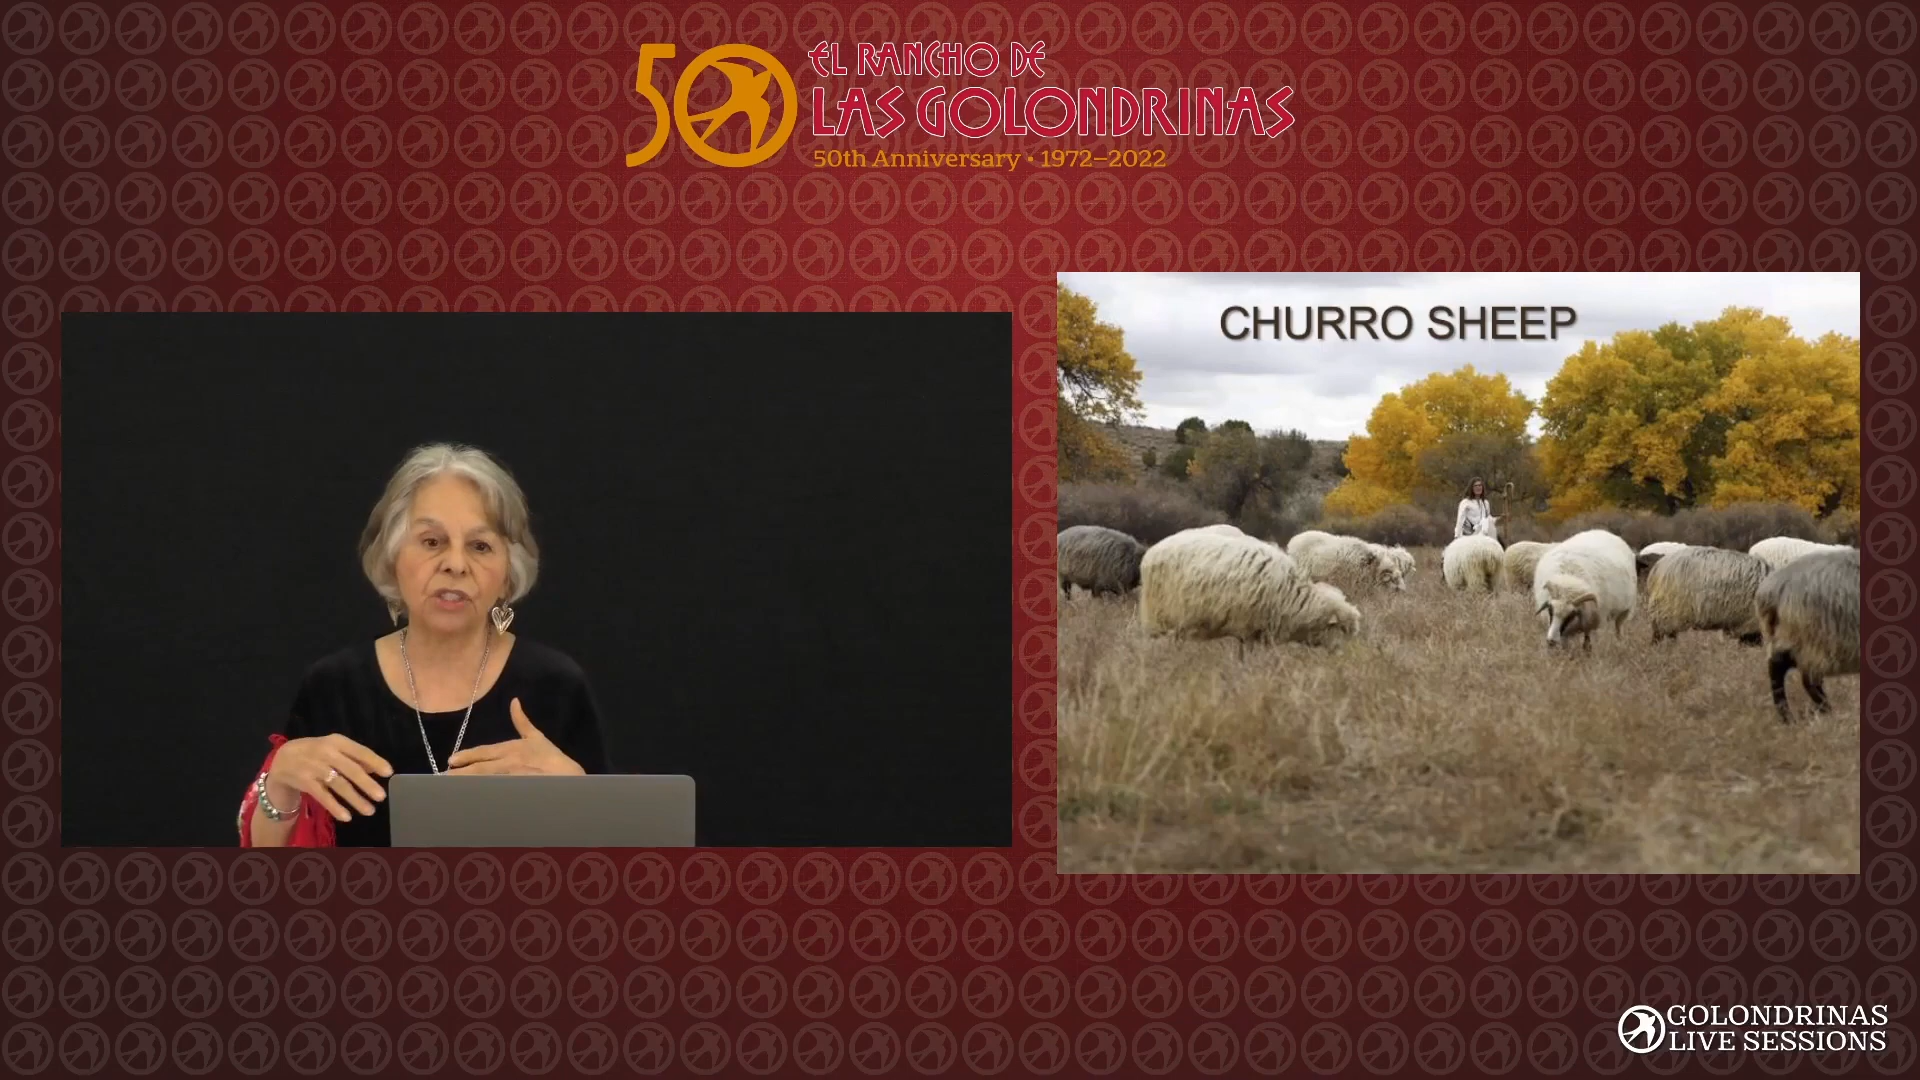 50
EL RANCHO DE
LAS GOLONDRINAS
50th Anniversary • 1972–2022
CHURRO SHEEP
GOLONDRINAS
LIVE SESSIONS